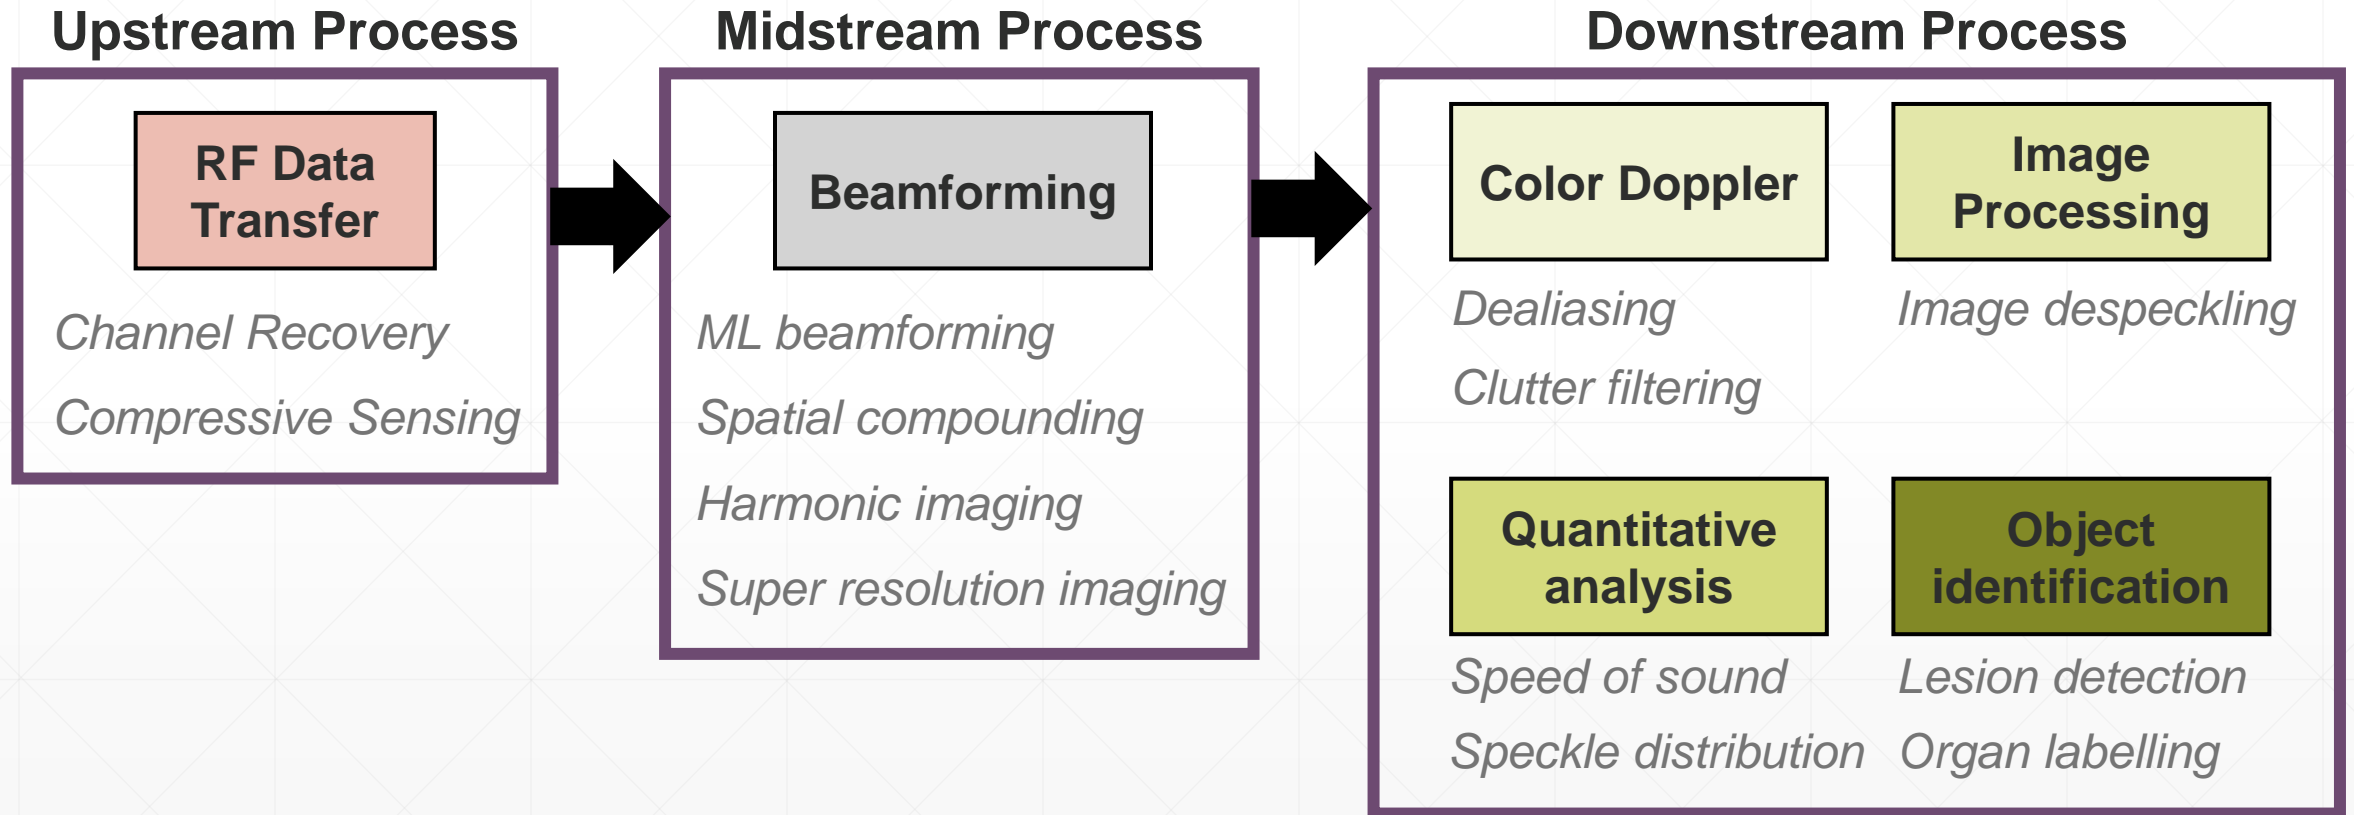 Upstream Process
RF Data
Transfer
Channel Recovery
Compressive Sensing
Midstream Process
Beamforming
ML beamforming
Spatial compounding
Harmonic imaging
Super resolution imaging
Downstream Process
Color Doppler
Dealiasing
Clutter filtering
Image
Processing
Image despeckling
Quantitative
analysis
Speed of sound
Speckle distribution
Object
identification
Lesion detection
Organ labelling